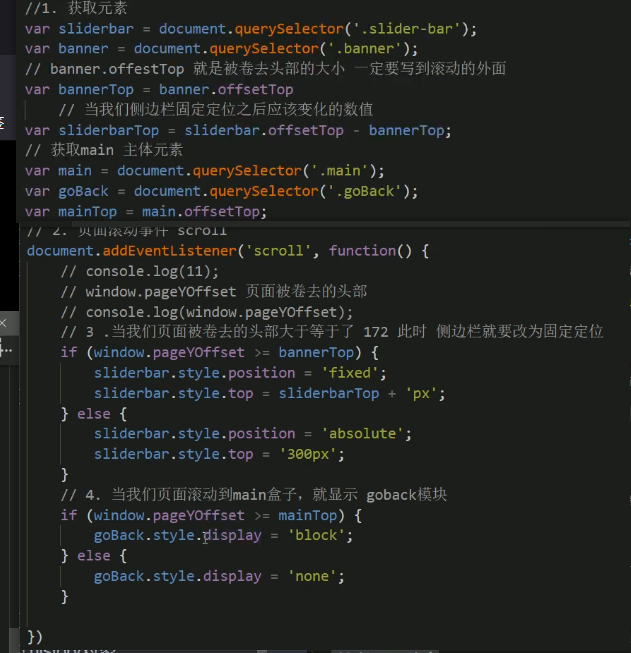 //1. 获取元素
var sliderbar = document.querySelector('.slider-bar');
var banner = document.querySelector('.banner');
// banner.offestTop 就是被卷去头部的大小 一定要写到滚动的外面
var bannerTop = banner.offsetTop
// 当我们侧边栏固定定位之后应该变化的数值
var sliderbarTop = sliderbar.offsetTop - bannerTop;
// 获取main 主体元素
var main = document.querySelector('.main');
var goBack = document.querySelector('.goBack');
var mainTop = main.offsetTop;
// 2. 页面滚动事件 scroll
document.addEventListener('scroll', function() {
// console.log(11);
// window.pageYOffset 页面被卷去的头部
// console.log(window.pageYOffset);
// 3 .当我们页面被卷去的头部大于等于了 172 此时 侧边栏就要改为固定定位
if (window.pageYOffset >= bannerTop) {
sliderbar.style.position = 'fixed';
sliderbar.style.top = sliderbarTop + 'px';
} else {
sliderbar.style.position = 'absolute';
sliderbar.style.top = '300px';
}
// 4. 当我们页面滚动到main盒子，就显示 goback模块
if (window.pageYOffset >= mainTop) {
goBack.style.display = 'block';
} else {
goBack.style.display = 'none';
}
})